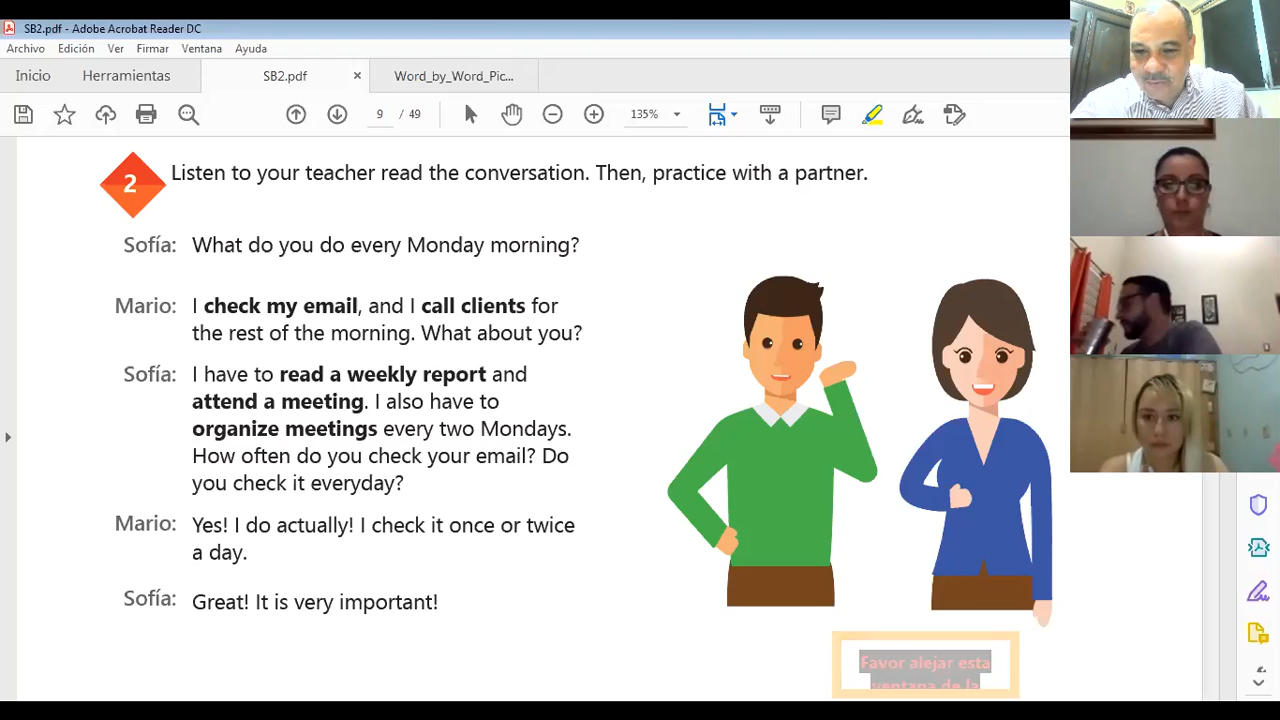 SB2.pdf - Adobe Acrobat Reader DC
Archivo Edición Ver Firmar Ventana Ayuda
Inicio Herramientas SB2.pdf × Word_by_Word_Pic...
9 / 49 135%
2 Listen to your teacher read the conversation. Then, practice with a partner.
Sofía: What do you do every Monday morning?
Mario: I check my email, and I call clients for
the rest of the morning. What about you?
Sofía: I have to read a weekly report and
attend a meeting. I also have to
organize meetings every two Mondays.
How often do you check your email? Do
you check it everyday?
Mario: Yes! I do actually! I check it once or twice
a day.
Sofía: Great! It is very important!
Favor alejar esta
ventana de la